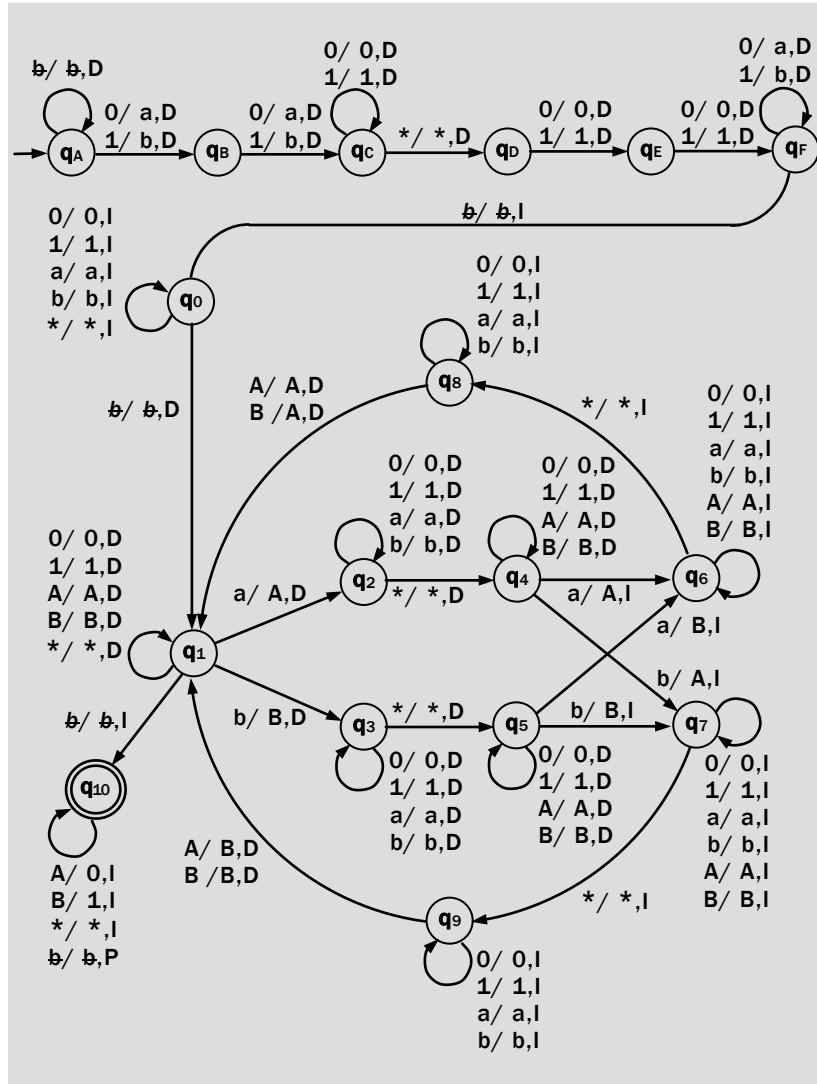 ƀ/ ƀ,D
0/ 0,D
1/ 1,D
0/ a,D
1/ b,D
0/ a,D
1/ b,D
0/ a,D
1/ b,D
*/ *,D
0/ 0,D
1/ 1,D
0/ 0,D
1/ 1,D
qA
qB
qC
qD
qE
qF
ƀ/ ƀ,I
0/ 0,I
1/ 1,I
a/ a,I
b/ b,I
*/ *,I
q0
0/ 0,I
1/ 1,I
a/ a,I
b/ b,I
q8
A/ A,D
B /A,D
*/ *,I
ƀ/ ƀ,D
0/ 0,I
1/ 1,I
a/ a,I
b/ b,I
A/ A,I
B/ B,I
0/ 0,D
1/ 1,D
a/ a,D
b/ b,D
0/ 0,D
1/ 1,D
A/ A,D
B/ B,D
0/ 0,D
1/ 1,D
A/ A,D
B/ B,D
*/ *,D
q2
q4
q6
a/ A,D
*/ *,D
a/ A,I
a/ B,I
q1
b/ B,D
b/ A,I
ƀ/ ƀ,I
q3
*/ *,D
q5
b/ B,I
q7
0/ 0,D
1/ 1,D
a/ a,D
b/ b,D
0/ 0,D
1/ 1,D
A/ A,D
B/ B,D
0/ 0,I
1/ 1,I
a/ a,I
b/ b,I
A/ A,I
B/ B,I
q10
A/ 0,I
B/ 1,I
*/ *,I
ƀ/ ƀ,P
A/ B,D
B /B,D
*/ *,I
q9
0/ 0,I
1/ 1,I
a/ a,I
b/ b,I